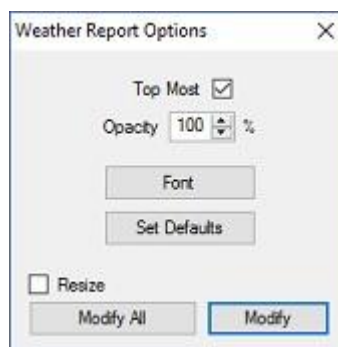 Weather Report Options
Top Most
Opacity 100 %
Font
Set Defaults
Resize
Modify All Modify